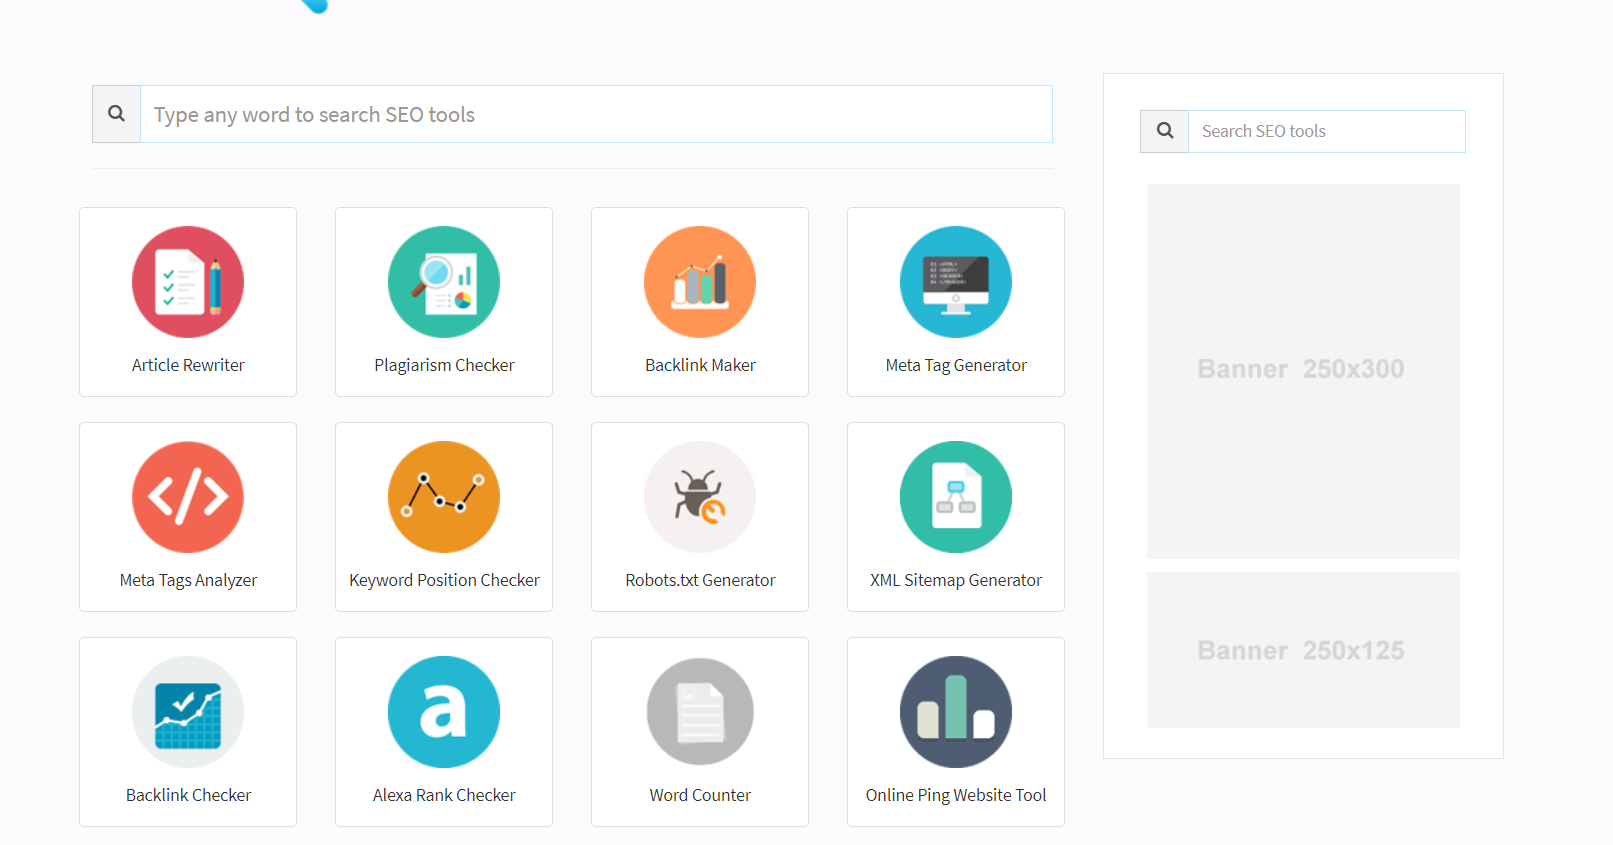 Type any word to search SEO tools
Search SEO tools
Article Rewriter
Plagiarism Checker
Backlink Maker
Meta Tag Generator
Banner 250x300
Meta Tags Analyzer
Keyword Position Checker
Robots.txt Generator
XML Sitemap Generator
Banner 250x125
a
Backlink Checker
Alexa Rank Checker
Word Counter
Online Ping Website Tool